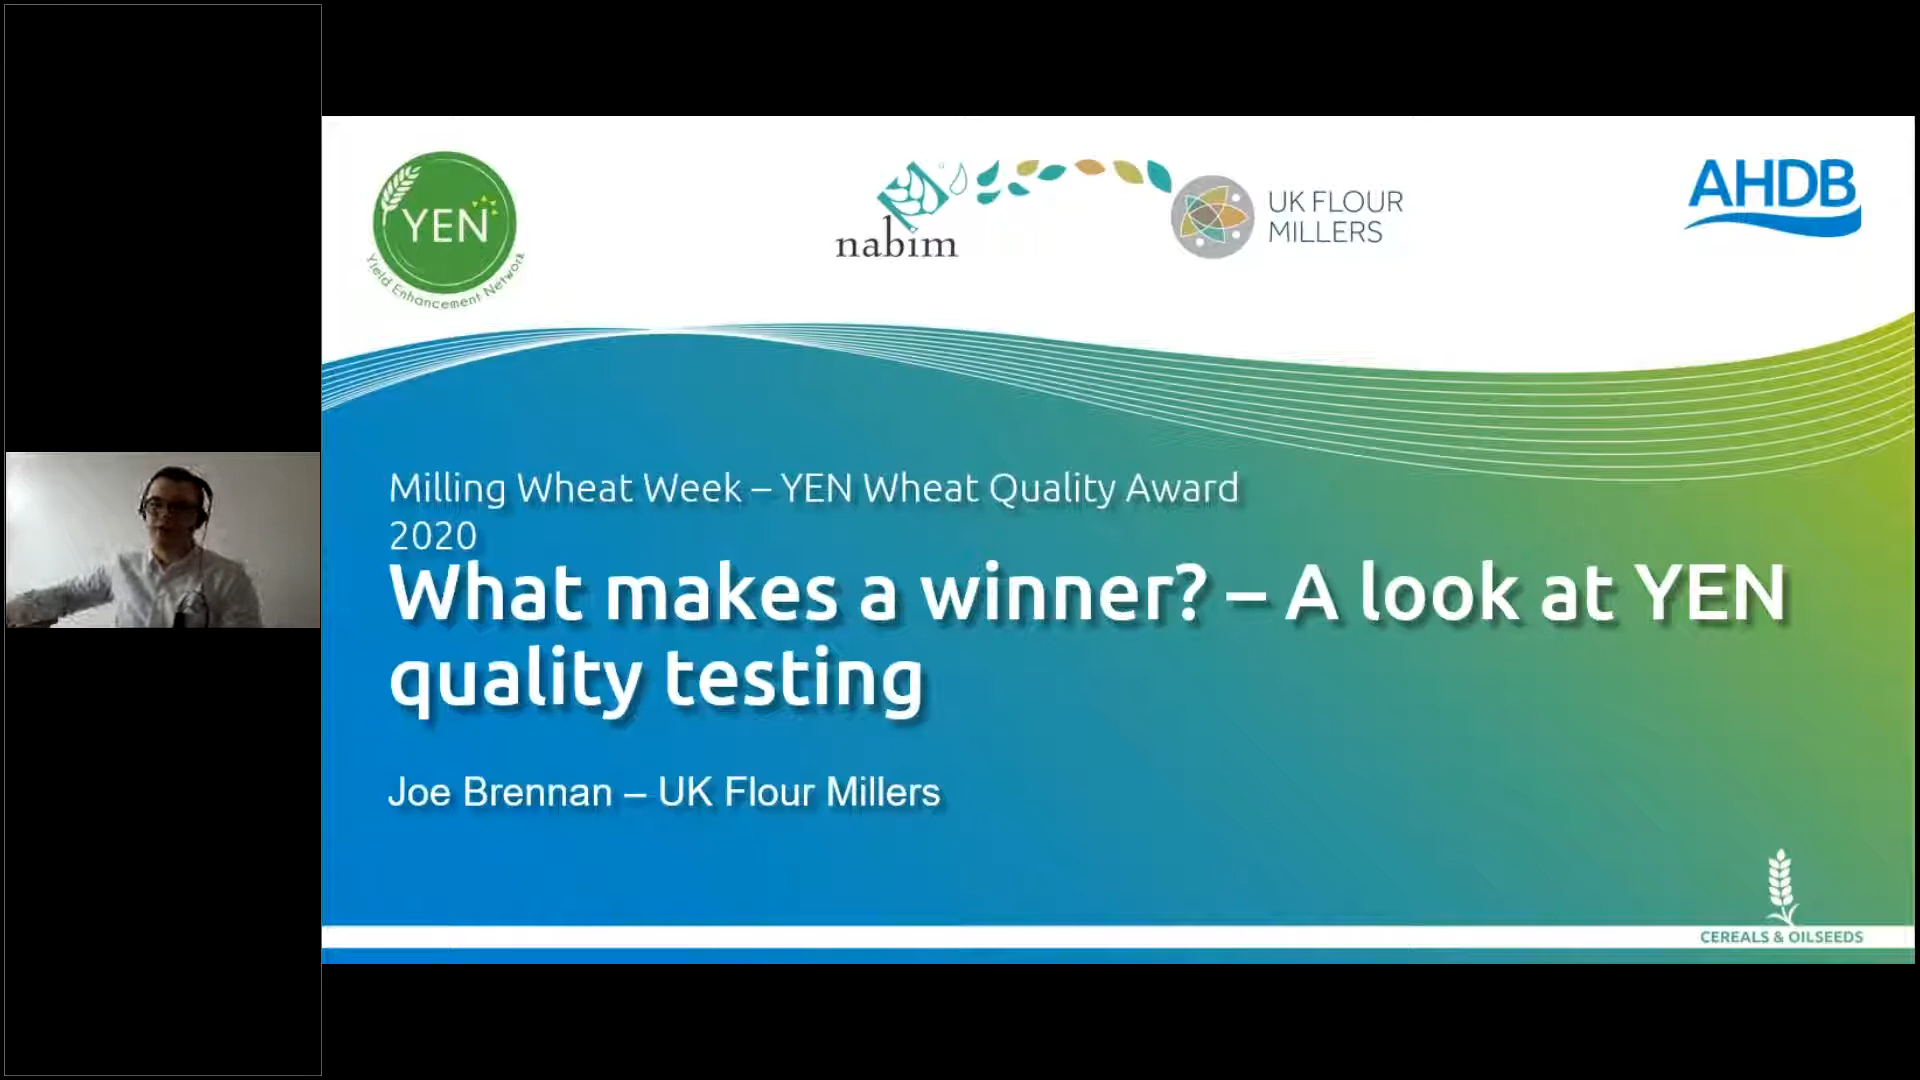 YEN
Yield Enhancement Network
nabim
UK FLOUR
MILLERS
AHDB
Milling Wheat Week – YEN Wheat Quality Award
2020
What makes a winner? – A look at YEN
quality testing
Joe Brennan – UK Flour Millers
CEREALS & OILSEEDS